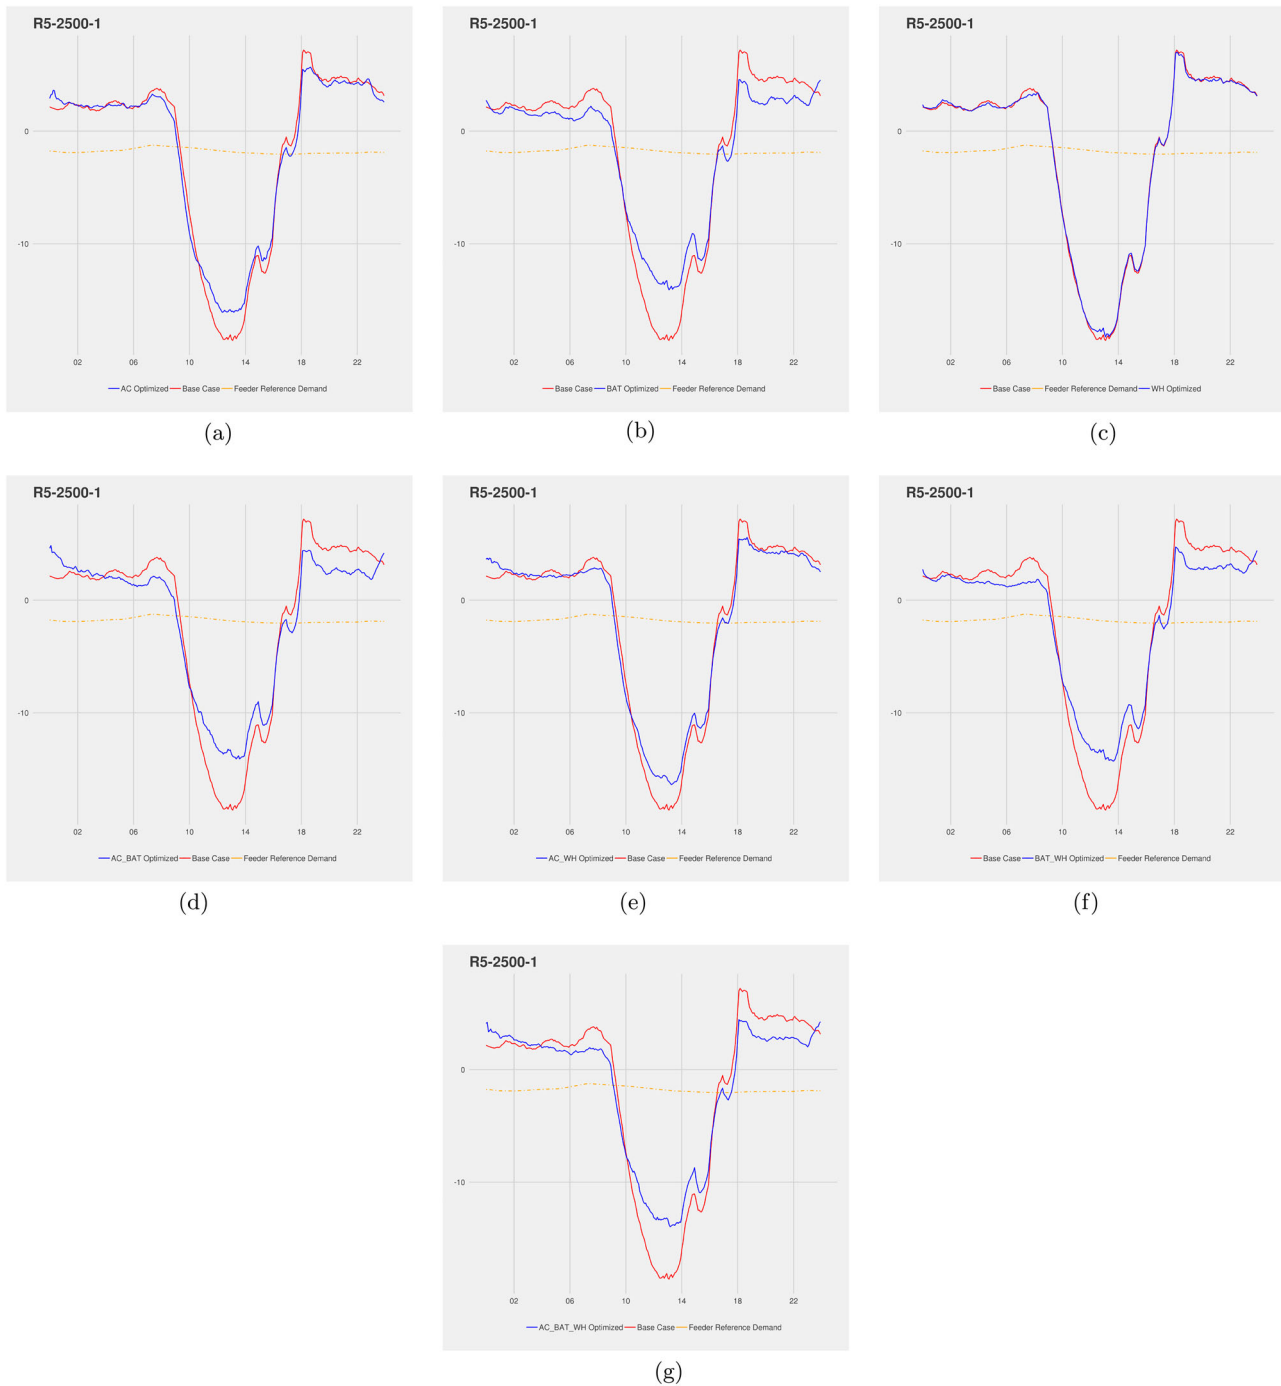 R5-2500-1
0
-10
02 06 10 14 18 22
AC Optimized Base Case Feeder Reference Demand
(a)
R5-2500-1
0
-10
02 06 10 14 18 22
Base Case BAT Optimized Feeder Reference Demand
(b)
R5-2500-1
0
-10
02 06 10 14 18 22
Base Case Feeder Reference Demand WH Optimized
(c)
R5-2500-1
0
-10
02 06 10 14 18 22
AC_BAT Optimized Base Case Feeder Reference Demand
(d)
R5-2500-1
0
-10
02 06 10 14 18 22
AC_WH Optimized Base Case Feeder Reference Demand
(e)
R5-2500-1
0
-10
02 06 10 14 18 22
Base Case BAT_WH Optimized Feeder Reference Demand
(f)
R5-2500-1
0
-10
02 06 10 14 18 22
AC_BAT_WH Optimized Base Case Feeder Reference Demand
(g)